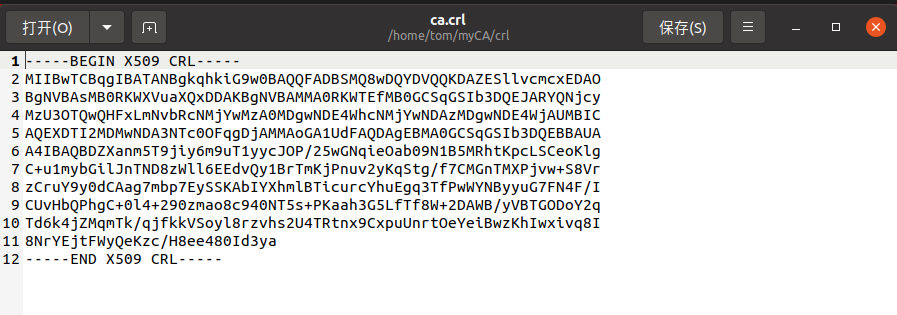 打开(O)
ca.crl
/home/tom/myCA/crl
保存(S)
1 -----BEGIN X509 CRL-----
2 MIIBwTCBqgIBATANBgkqhkiG9w0BAQQFADBSMQ8wDQYDVQQKDAZESllvcmcxEDAO
3 BgNVBAsMB0RKWXVuaXQxDDAKBgNVBAMMA0RKWTEfMB0GCSqGSIb3DQEJARYQNjcy
4 MzU3OTQwQHFxLmNvbRcNMjYwMzA0MDgwNDE4WhcNMjYwNDAzMDgwNDE4WjAUMBIC
5 AQEXDTI2MDMwNDA3NTc0OFqgDjAMMAoGA1UdFAQDAgEBMA0GCSqGSIb3DQEBBAUA
6 A4IBAQBDZXanm5T9jiy6m9uT1yycJOP/25wGNqieOab09N1B5MRhtKpcLSCeoKlg
7 C+u1mybGilJnTND8zWll6EEdvQy1BrTmKjPnuv2yKqStg/f7CMGnTMXPjvw+S8Vr
8 zCruY9y0dCAag7mbp7EySSKAbIYXhmlBTicurcYhuEgq3TfPwWYNByyuG7FN4F/I
9 CUvHbQPhgC+0l4+290zmao8c940NT5s+PKaah3G5LfTf8W+2DAWB/yVBTGODoY2q
10 Td6k4jZMqmTk/qjfkkVSoyl8rzvhs2U4TRtnx9CxpuUnrtOeYeiBwzKhIwxivq8I
11 8NrYEjtFWyQeKzc/H8ee480Id3ya
12 -----END X509 CRL-----